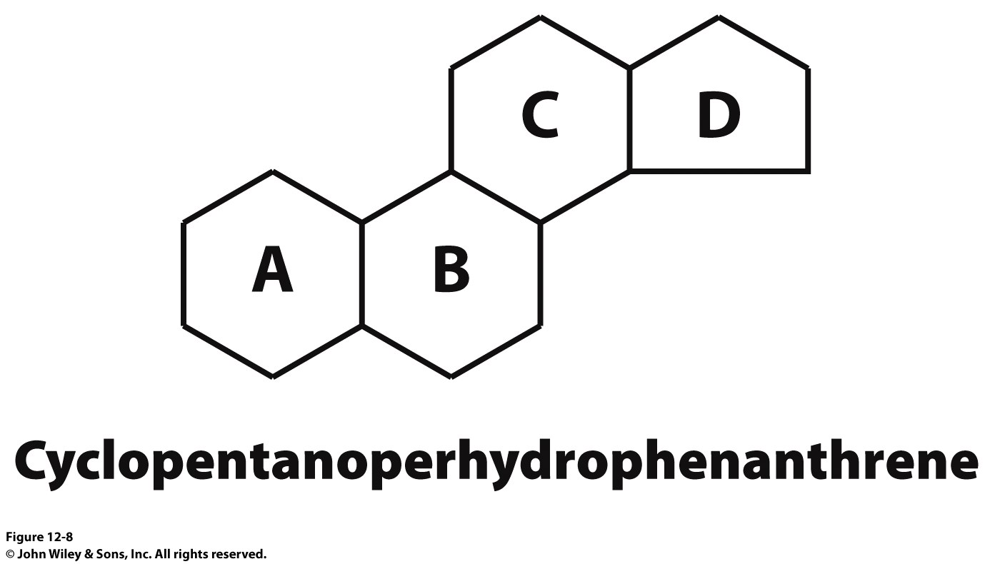 C
D
A
B
Cyclopentanoperhydrophenanthrene
Figure 12-8
© John Wiley & Sons, Inc. All rights reserved.